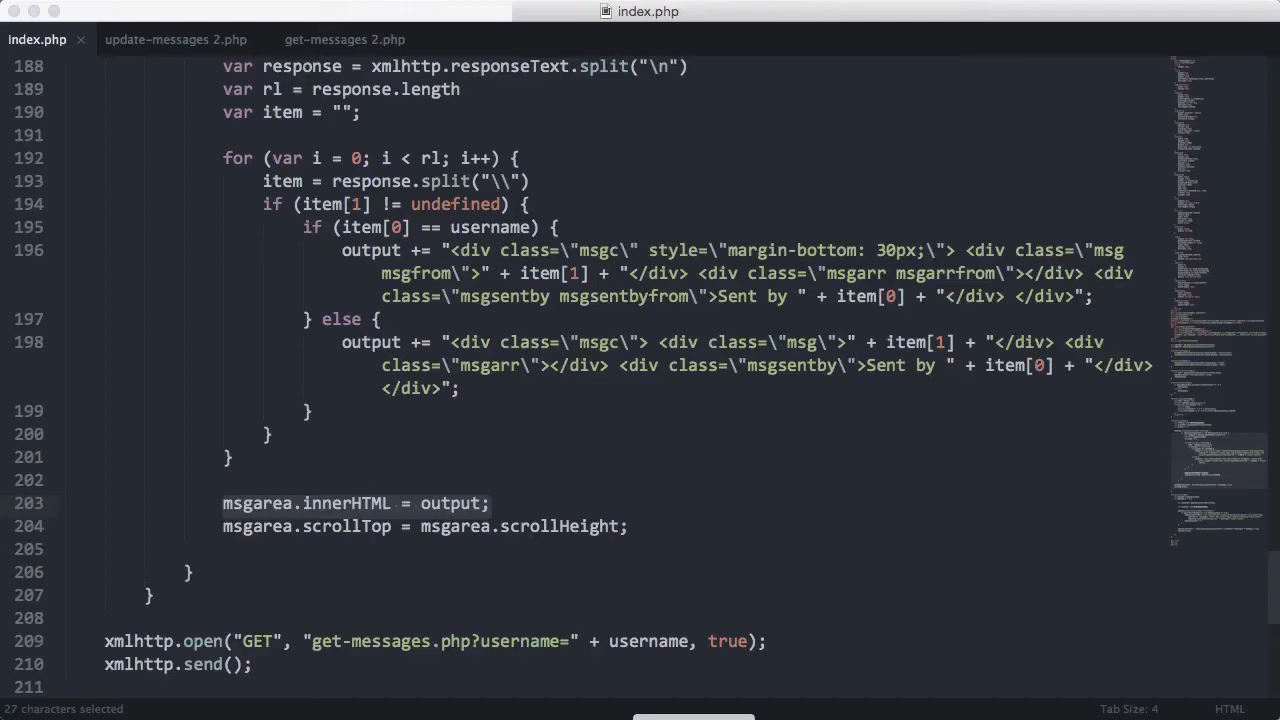 index.php
index.php × update-messages 2.php get-messages 2.php
188 var response = xmlhttp.responseText.split("\n")
189 var rl = response.length
190 var item = "";
191
192 for (var i = 0; i < rl; i++) {
193 item = response.split("\\")
194 if (item[1] != undefined) {
195 if (item[0] == username) {
196 output += "<div class=\"msgc\" style=\"margin-bottom: 30px;\"> <div class=\"msg
msgfrom\">" + item[1] + "</div> <div class=\"msgarr msgarrfrom\"></div> <div
class=\"msgsentby msgsentbyfrom\">Sent by " + item[0] + "</div> </div>";
197 } else {
198 output += "<div class=\"msgc\"> <div class=\"msg\">" + item[1] + "</div> <div
class=\"msgarr\"></div> <div class=\"msgsentby\">Sent by " + item[0] + "</div>
</div>";
199 }
200 }
201 }
202
203 msgarea.innerHTML = output;
204 msgarea.scrollTop = msgarea.scrollHeight;
205
206 }
207 }
208
209 xmlhttp.open("GET", "get-messages.php?username=" + username, true);
210 xmlhttp.send();
211
27 characters selected Tab Size: 4 HTML